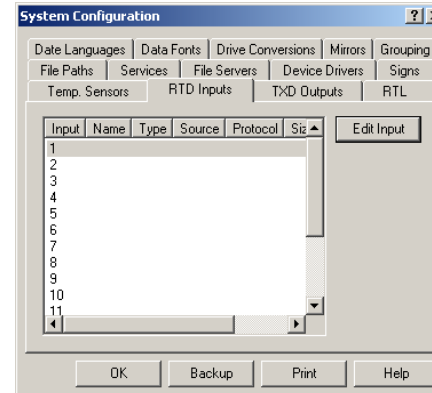 System Configuration
Date Languages Data Fonts Drive Conversions Mirrors Grouping
File Paths Services File Servers Device Drivers Signs
Temp. Sensors RTD Inputs TXD Outputs RTL
Input Name Type Source Protocol Siz
Edit Input
1
2
3
4
5
6
7
8
9
10
11
OK Backup Print Help